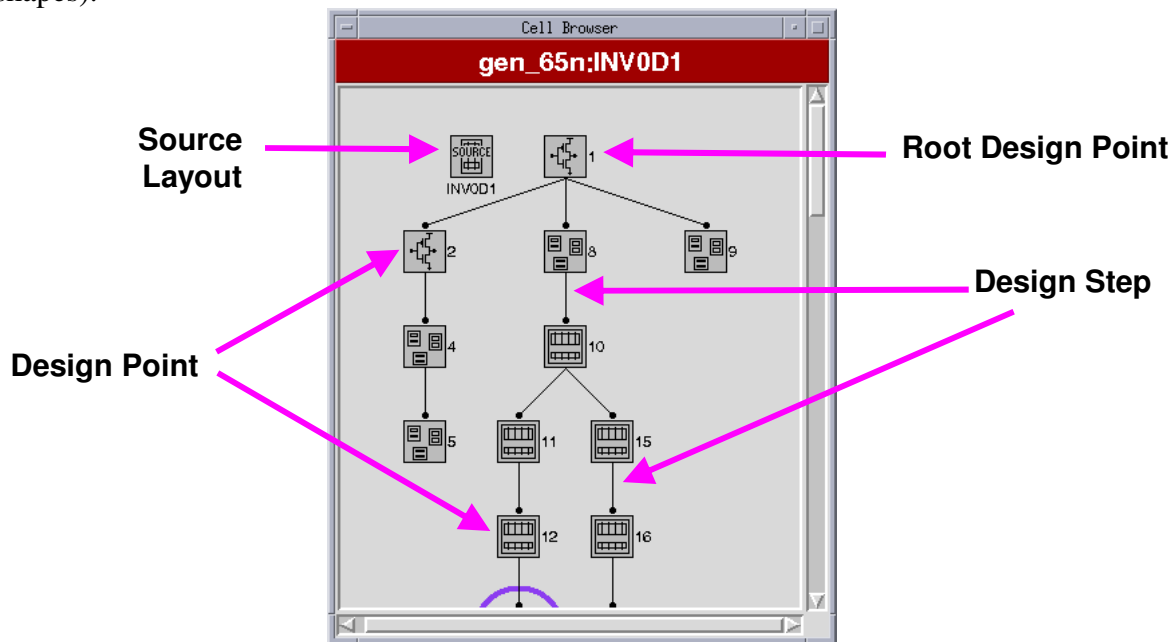 shapes).
Cell Browser
gen_65n:INV0D1
Source
Layout
SOURCE
INV0D1
1
Root Design Point
2
8
9
Design Step
4
10
Design Point
5
11
15
12
16